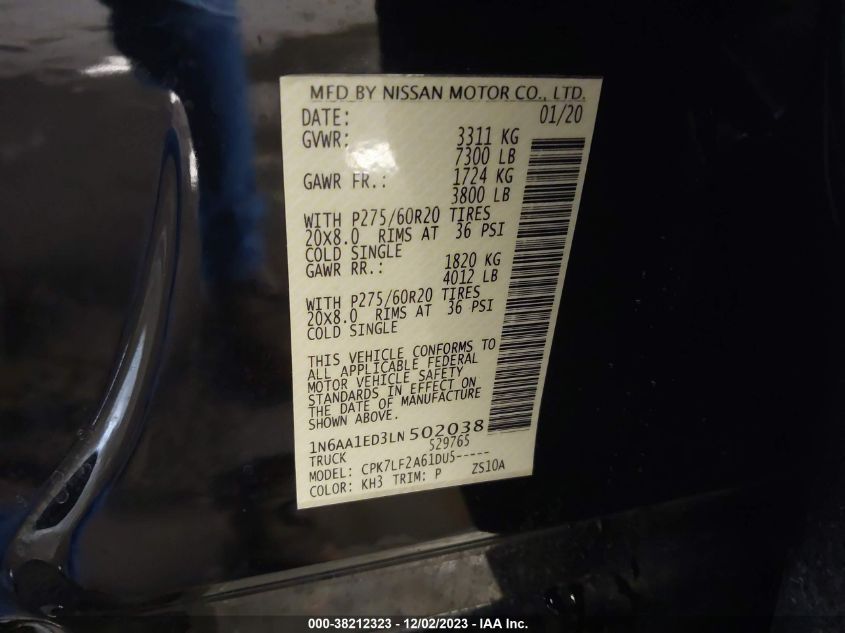 MFD BY NISSAN MOTOR CO., LTD.
DATE: 01/20
GVWR: 3311 KG
7300 LB
GAWR FR.: 1724 KG
3800 LB
WITH P275/60R20 TIRES
20X8.0 RIMS AT 36 PSI
COLD SINGLE
GAWR RR.: 1820 KG
4012 LB
WITH P275/60R20 TIRES
20X8.0 RIMS AT 36 PSI
COLD SINGLE
THIS VEHICLE CONFORMS TO
ALL APPLICABLE FEDERAL
MOTOR VEHICLE SAFETY
STANDARDS IN EFFECT ON
THE DATE OF MANUFACTURE
SHOWN ABOVE.
1N6AA1ED3LN502038
TRUCK 529765
MODEL: CPK7LF2A61DU5-----
COLOR: KH3 TRIM: P ZS10A
000-38212323 - 12/02/2023 - IAA Inc.